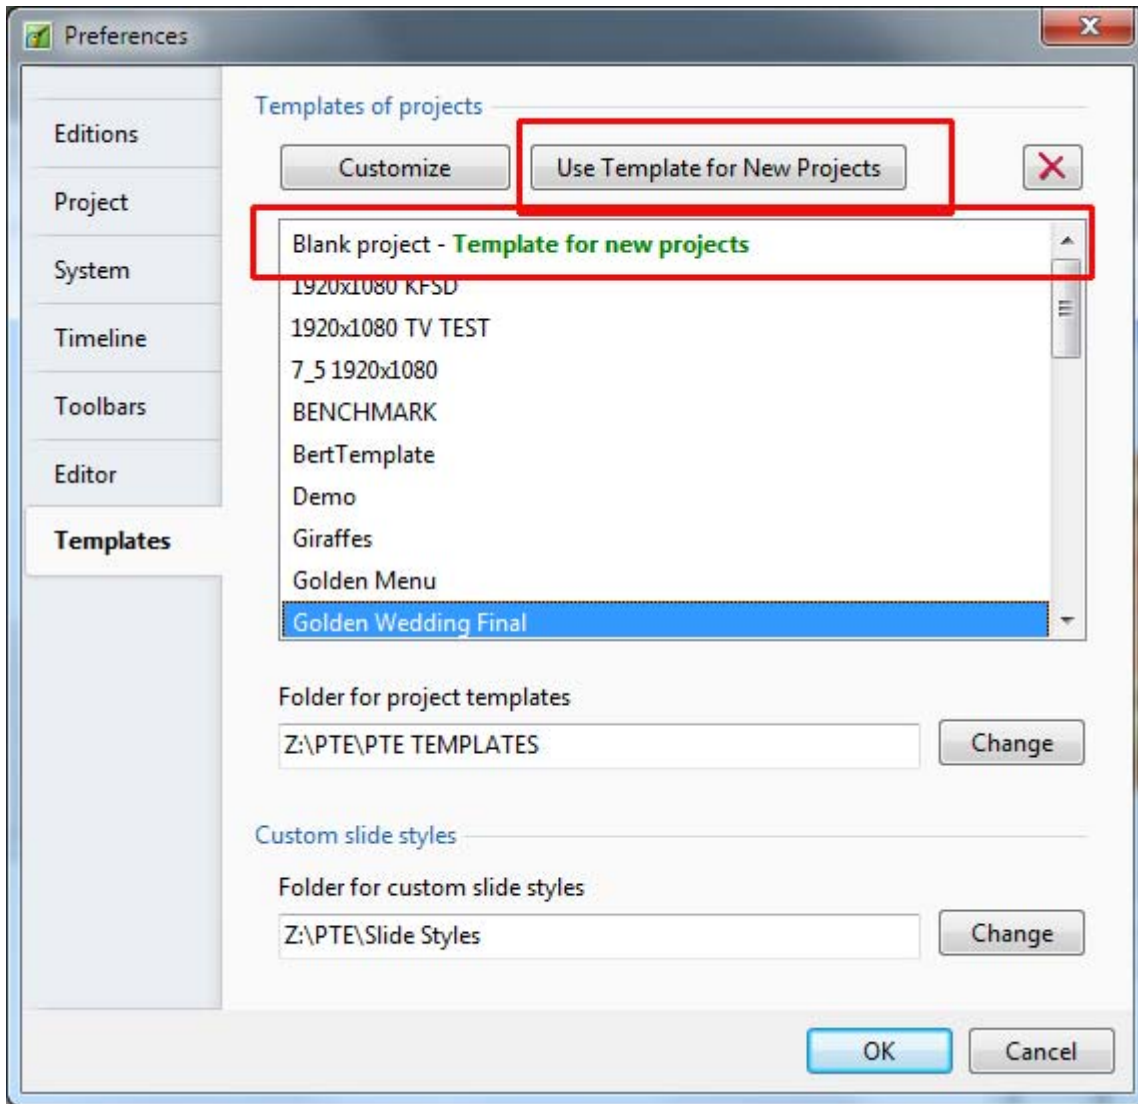 Preferences
Editions
Project
System
Timeline
Toolbars
Editor
Templates
Templates of projects
Customize
Use Template for New Projects
Blank project - Template for new projects
1920x1080 KFSD
1920x1080 TV TEST
7_5 1920x1080
BENCHMARK
BertTemplate
Demo
Giraffes
Golden Menu
Golden Wedding Final
Folder for project templates
Z:\PTE\PTE TEMPLATES
Change
Custom slide styles
Folder for custom slide styles
Z:\PTE\Slide Styles
Change
OK
Cancel